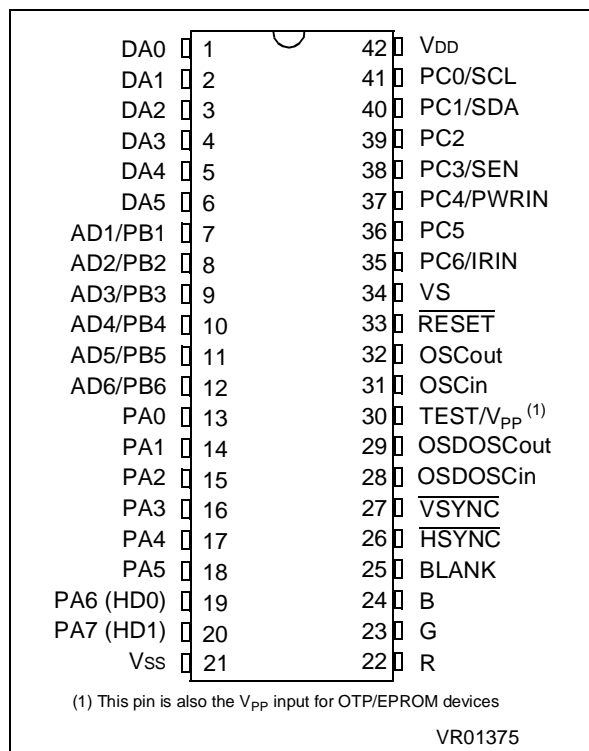 DA0 1 42 VDD
DA1 2 41 PC0/SCL
DA2 3 40 PC1/SDA
DA3 4 39 PC2
DA4 5 38 PC3/SEN
DA5 6 37 PC4/PWRIN
AD1/PB1 7 36 PC5
AD2/PB2 8 35 PC6/IRIN
AD3/PB3 9 34 VS
AD4/PB4 10 33 RESET
AD5/PB5 11 32 OSCout
AD6/PB6 12 31 OSCin
PA0 13 30 TEST/VPP (1)
PA1 14 29 OSDOSCout
PA2 15 28 OSDOSCin
PA3 16 27 VSYNC
PA4 17 26 HSYNC
PA5 18 25 BLANK
PA6 (HD0) 19 24 B
PA7 (HD1) 20 23 G
VSS 21 22 R
(1) This pin is also the VPP input for OTP/EPROM devices
VR01375